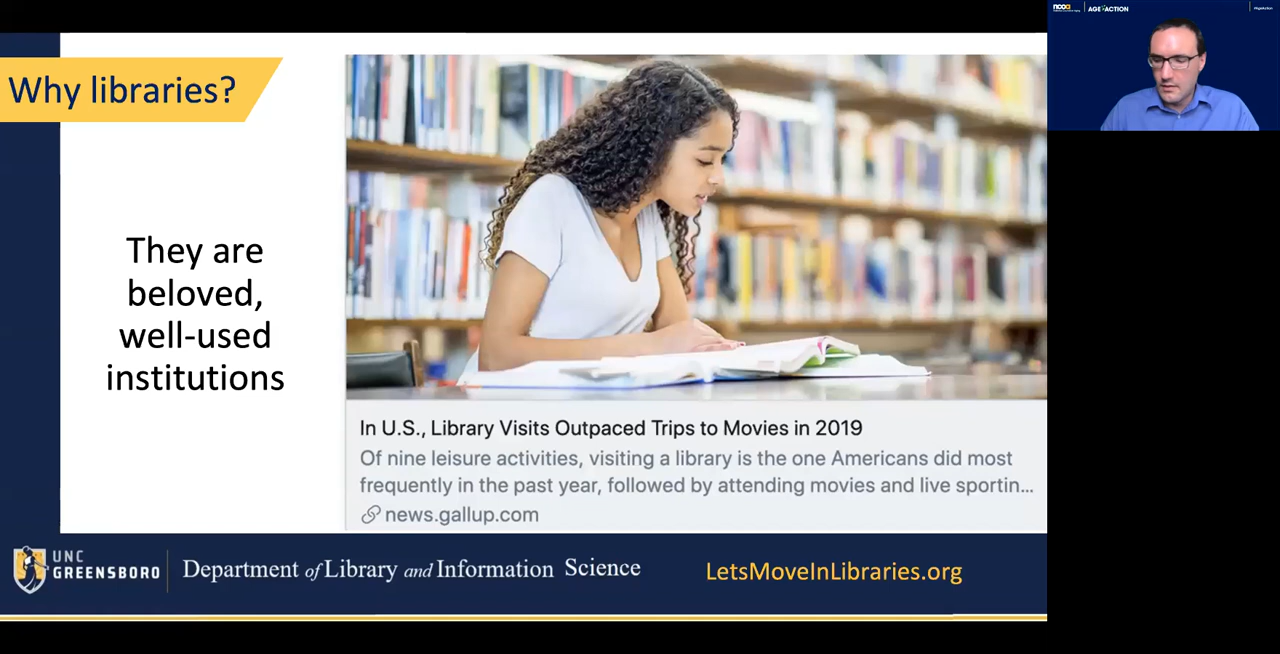 Why libraries?
They are
beloved,
well-used
institutions
In U.S., Library Visits Outpaced Trips to Movies in 2019
Of nine leisure activities, visiting a library is the one Americans did most
frequently in the past year, followed by attending movies and live sportin...
news.gallup.com
UNC
GREENSBORO
Department of Library and Information Science
LetsMoveInLibraries.org
ncoa
AGE+ACTION